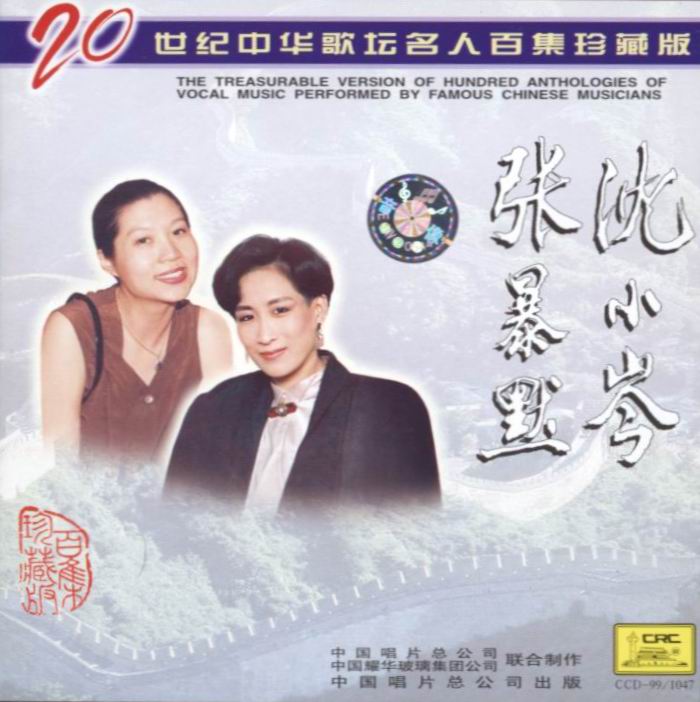 20世纪中华歌坛名人百集珍藏版
THE TREASURABLE VERSION OF HUNDRED ANTHOLOGIES OF
VOCAL MUSIC PERFORMED BY FAMOUS CHINESE MUSICIANS
沈小岑
张暴默
百集
珍藏版
中国唱片总公司
中国耀华玻璃集团公司
联合制作
中国唱片总公司出版
CRC
CCD-99/1047